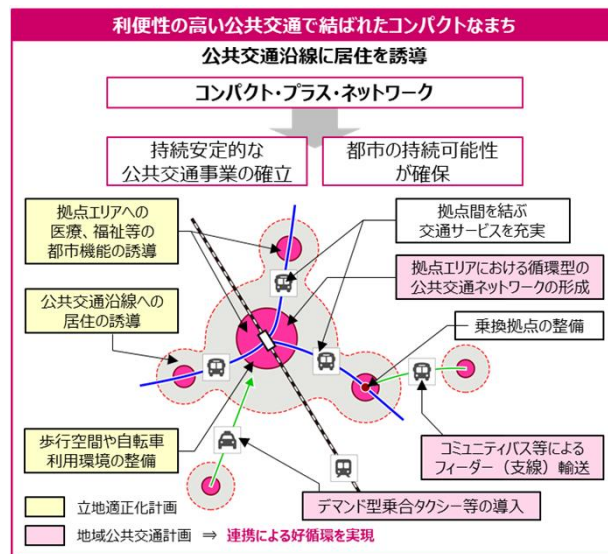 利便性の高い公共交通で結ばれたコンパクトなまち
公共交通沿線に居住を誘導
コンパクト・プラス・ネットワーク
持続安定的な
公共交通事業の確立
都市の持続可能性
が確保
拠点エリアへの
医療、福祉等の
都市機能の誘導
拠点間を結ぶ
交通サービスを充実
拠点エリアにおける循環型の
公共交通ネットワークの形成
公共交通沿線への
居住の誘導
乗換拠点の整備
歩行空間や自転車
利用環境の整備
コミュニティバス等による
フィーダー（支線）輸送
デマンド型乗合タクシー等の導入
立地適正化計画
地域公共交通計画 ⇒ 連携による好循環を実現